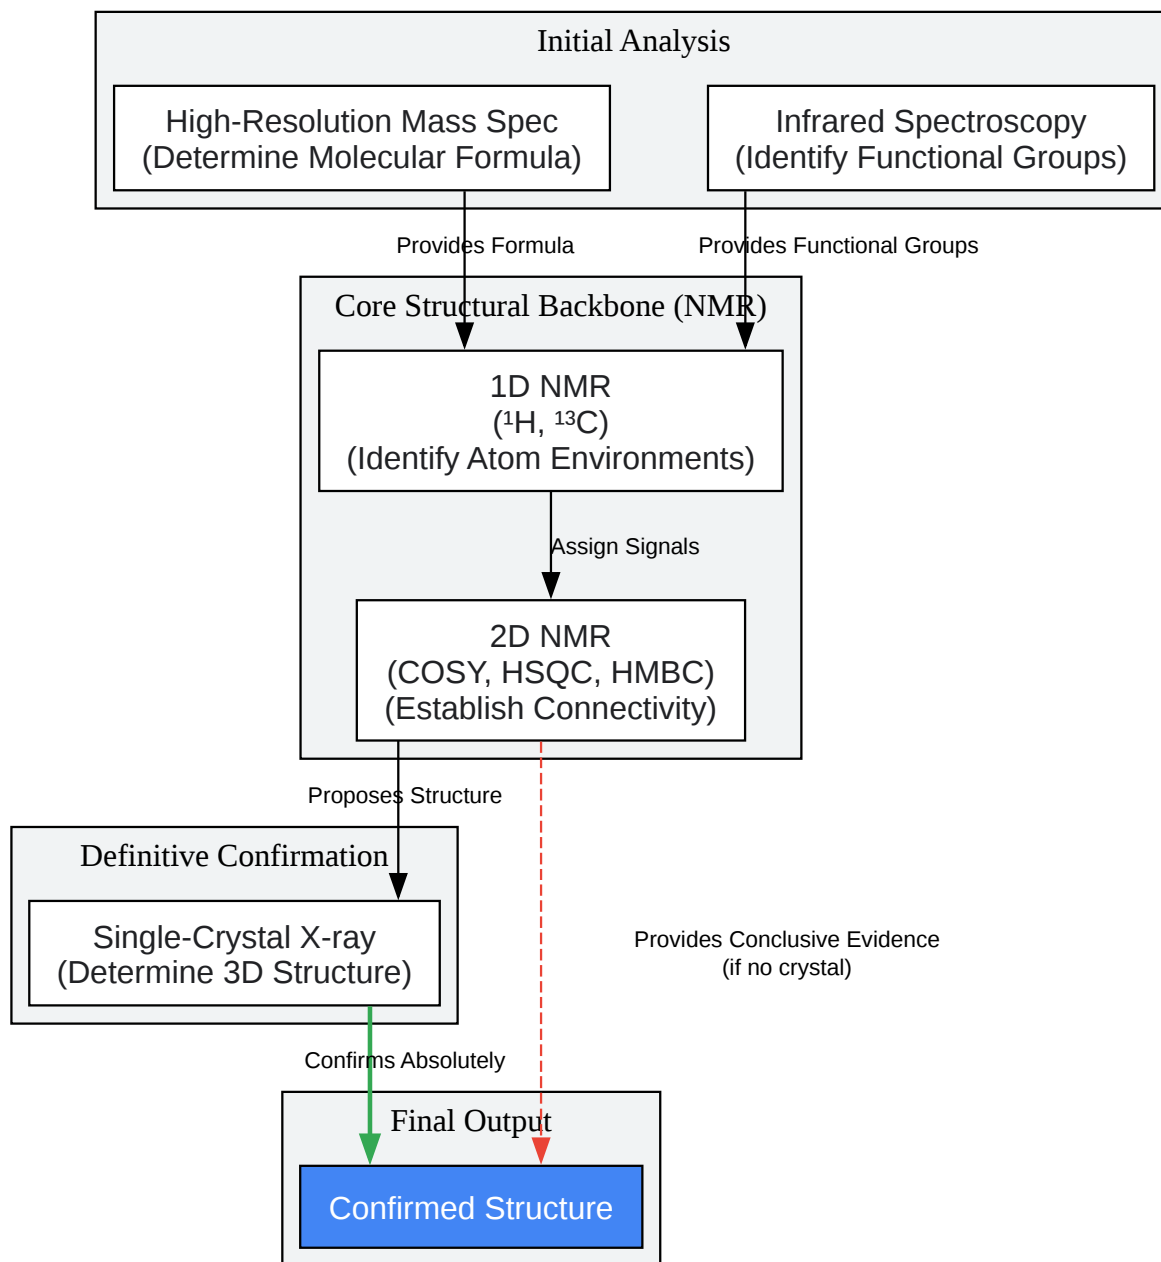 Initial Analysis
High-Resolution Mass Spec
(Determine Molecular Formula)
Infrared Spectroscopy
(Identify Functional Groups)
Provides Formula
Provides Functional Groups
Core Structural Backbone (NMR)
1D NMR
(¹H, ¹³C)
(Identify Atom Environments)
Assign Signals
2D NMR
(COSY, HSQC, HMBC)
(Establish Connectivity)
Proposes Structure
Definitive Confirmation
Single-Crystal X-ray
(Determine 3D Structure)
Provides Conclusive Evidence
(if no crystal)
Confirms Absolutely
Final Output
Confirmed Structure